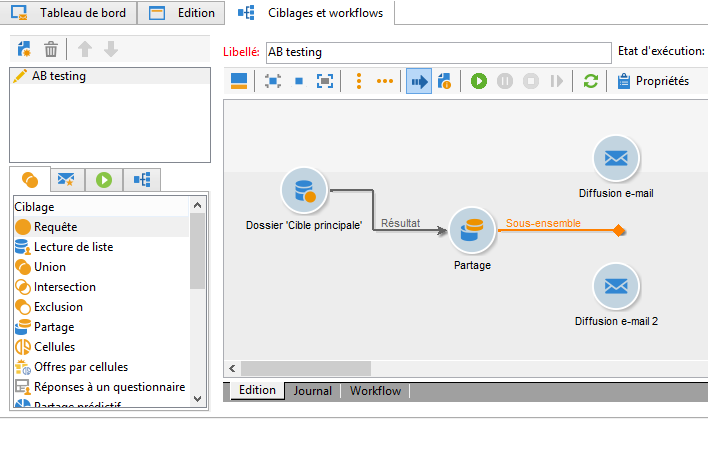 Tableau de bord
Edition
Ciblages et workflows
Libellé:
AB testing
Etat d'exécution:
AB testing
Propriétés
Ciblage
Requête
Lecture de liste
Union
Intersection
Exclusion
Partage
Cellules
Offres par cellules
Réponses à un questionnaire
Partage prédictif
Diffusion e-mail
Dossier 'Cible principale'
Résultat
Sous-ensemble
Partage
Diffusion e-mail 2
Edition
Journal
Workflow